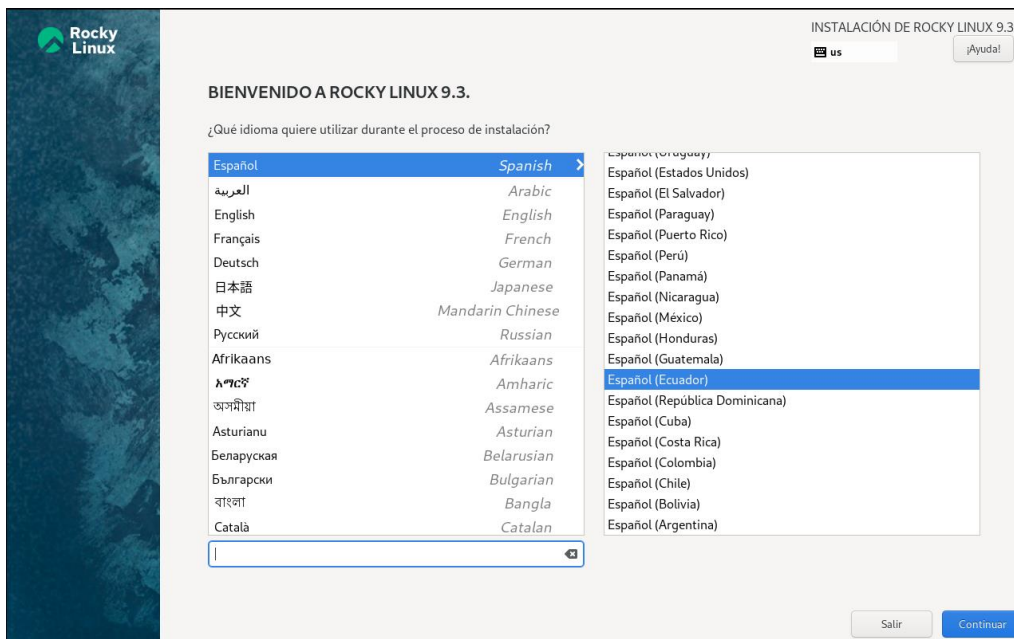 Rocky
Linux
INSTALACIÓN DE ROCKY LINUX 9.3
us
¡Ayuda!
BIENVENIDO A ROCKY LINUX 9.3.
¿Qué idioma quiere utilizar durante el proceso de instalación?
Español Spanish
العربية Arabic
English English
Français French
Deutsch German
日本語 Japanese
中文 Mandarin Chinese
Русский Russian
Afrikaans Afrikaans
አማርኛ Amharic
অসমীয়া Assamese
Asturianu Asturian
Беларуская Belarusian
Български Bulgarian
বাংলা Bangla
Català Catalan
Español (Uruguay)
Español (Estados Unidos)
Español (El Salvador)
Español (Paraguay)
Español (Puerto Rico)
Español (Perú)
Español (Panamá)
Español (Nicaragua)
Español (México)
Español (Honduras)
Español (Guatemala)
Español (Ecuador)
Español (República Dominicana)
Español (Cuba)
Español (Costa Rica)
Español (Colombia)
Español (Chile)
Español (Bolivia)
Español (Argentina)
Salir
Continuar